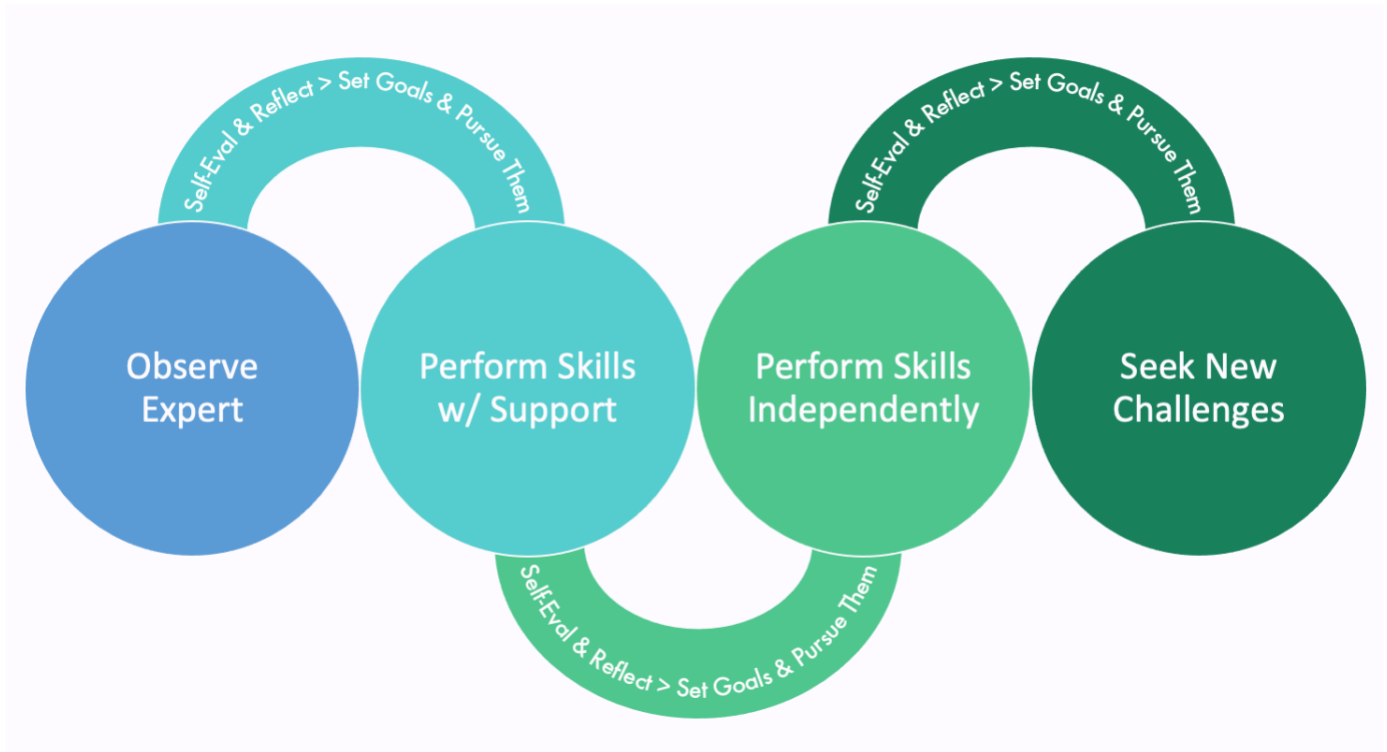 Self-Eval & Reflect > Set Goals & Pursue Them
Self-Eval & Reflect > Set Goals & Pursue Them
Observe
Expert
Perform Skills
w/ Support
Perform Skills
Independently
Seek New
Challenges
Self-Eval & Reflect > Set Goals & Pursue Them